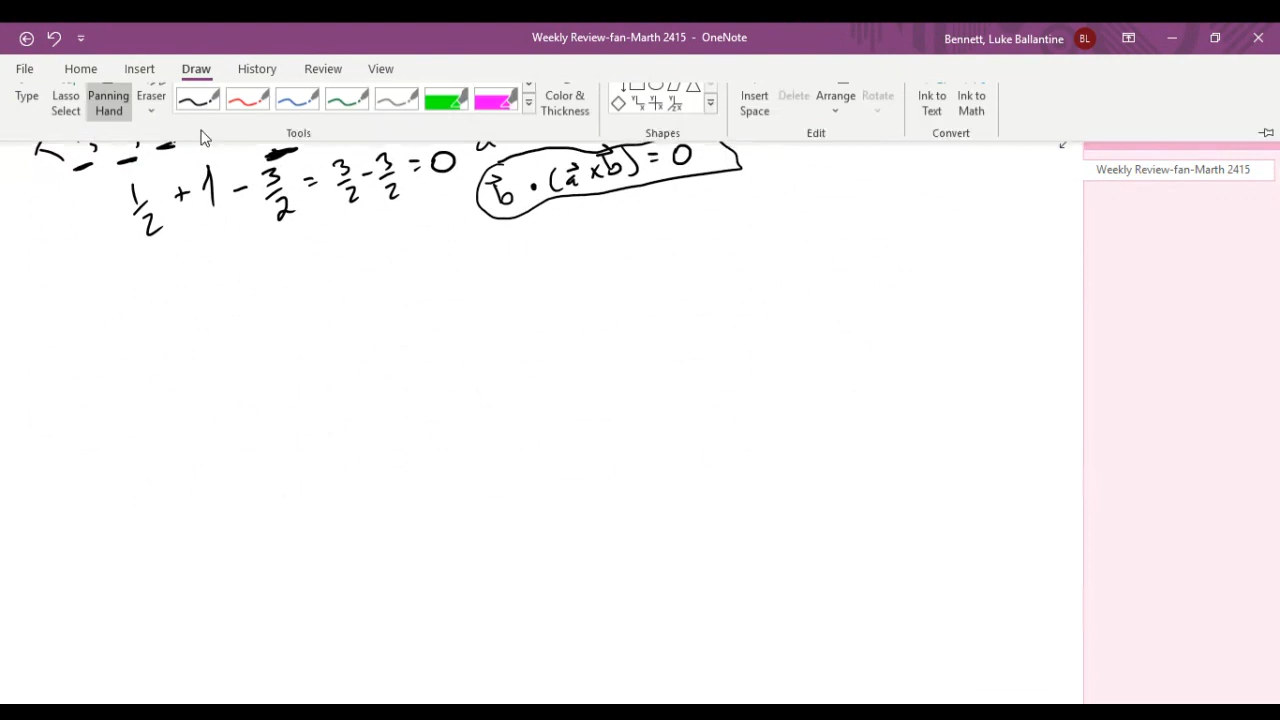 Weekly Review-fan-Marth 2415 - OneNote
Bennett, Luke Ballantine BL
File Home Insert Draw History Review View
Type Lasso Select Panning Hand Eraser Color & Thickness Insert Space Delete Arrange Rotate Ink to Text Ink to Math
Tools Shapes Edit Convert
1/2 + 1 - 3/2 = 3/2 - 3/2 = 0
b⃗ · (a⃗ × b⃗) = 0
Weekly Review-fan-Marth 2415